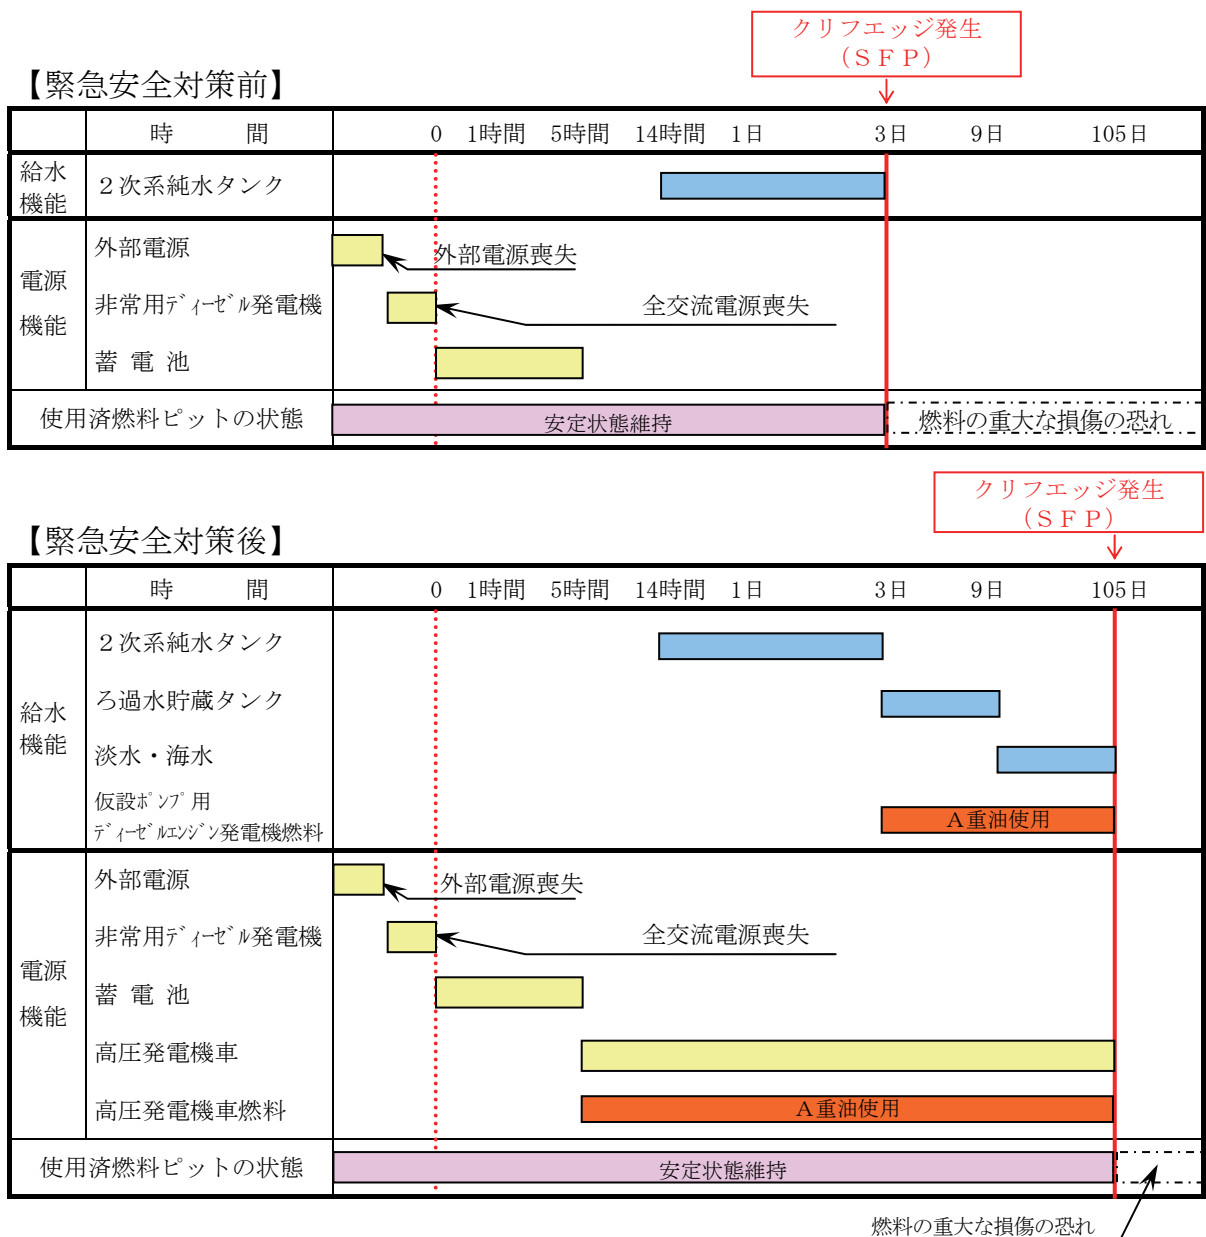 クリフエッジ発生
(ＳＦＰ)
【緊急安全対策前】
時　間 0 1時間 5時間 14時間 1日 3日 9日 105日
給水
機能
２次系純水タンク
電源
機能
外部電源
外部電源喪失
非常用ディーゼル発電機
全交流電源喪失
蓄電池
使用済燃料ピットの状態
安定状態維持
燃料の重大な損傷の恐れ
クリフエッジ発生
(ＳＦＰ)
【緊急安全対策後】
時　間 0 1時間 5時間 14時間 1日 3日 9日 105日
給水
機能
２次系純水タンク
ろ過水貯蔵タンク
淡水・海水
仮設ポンプ用
ディーゼルエンジン発電機燃料
Ａ重油使用
電源
機能
外部電源
外部電源喪失
非常用ディーゼル発電機
全交流電源喪失
蓄電池
高圧発電機車
高圧発電機車燃料
Ａ重油使用
使用済燃料ピットの状態
安定状態維持
燃料の重大な損傷の恐れ